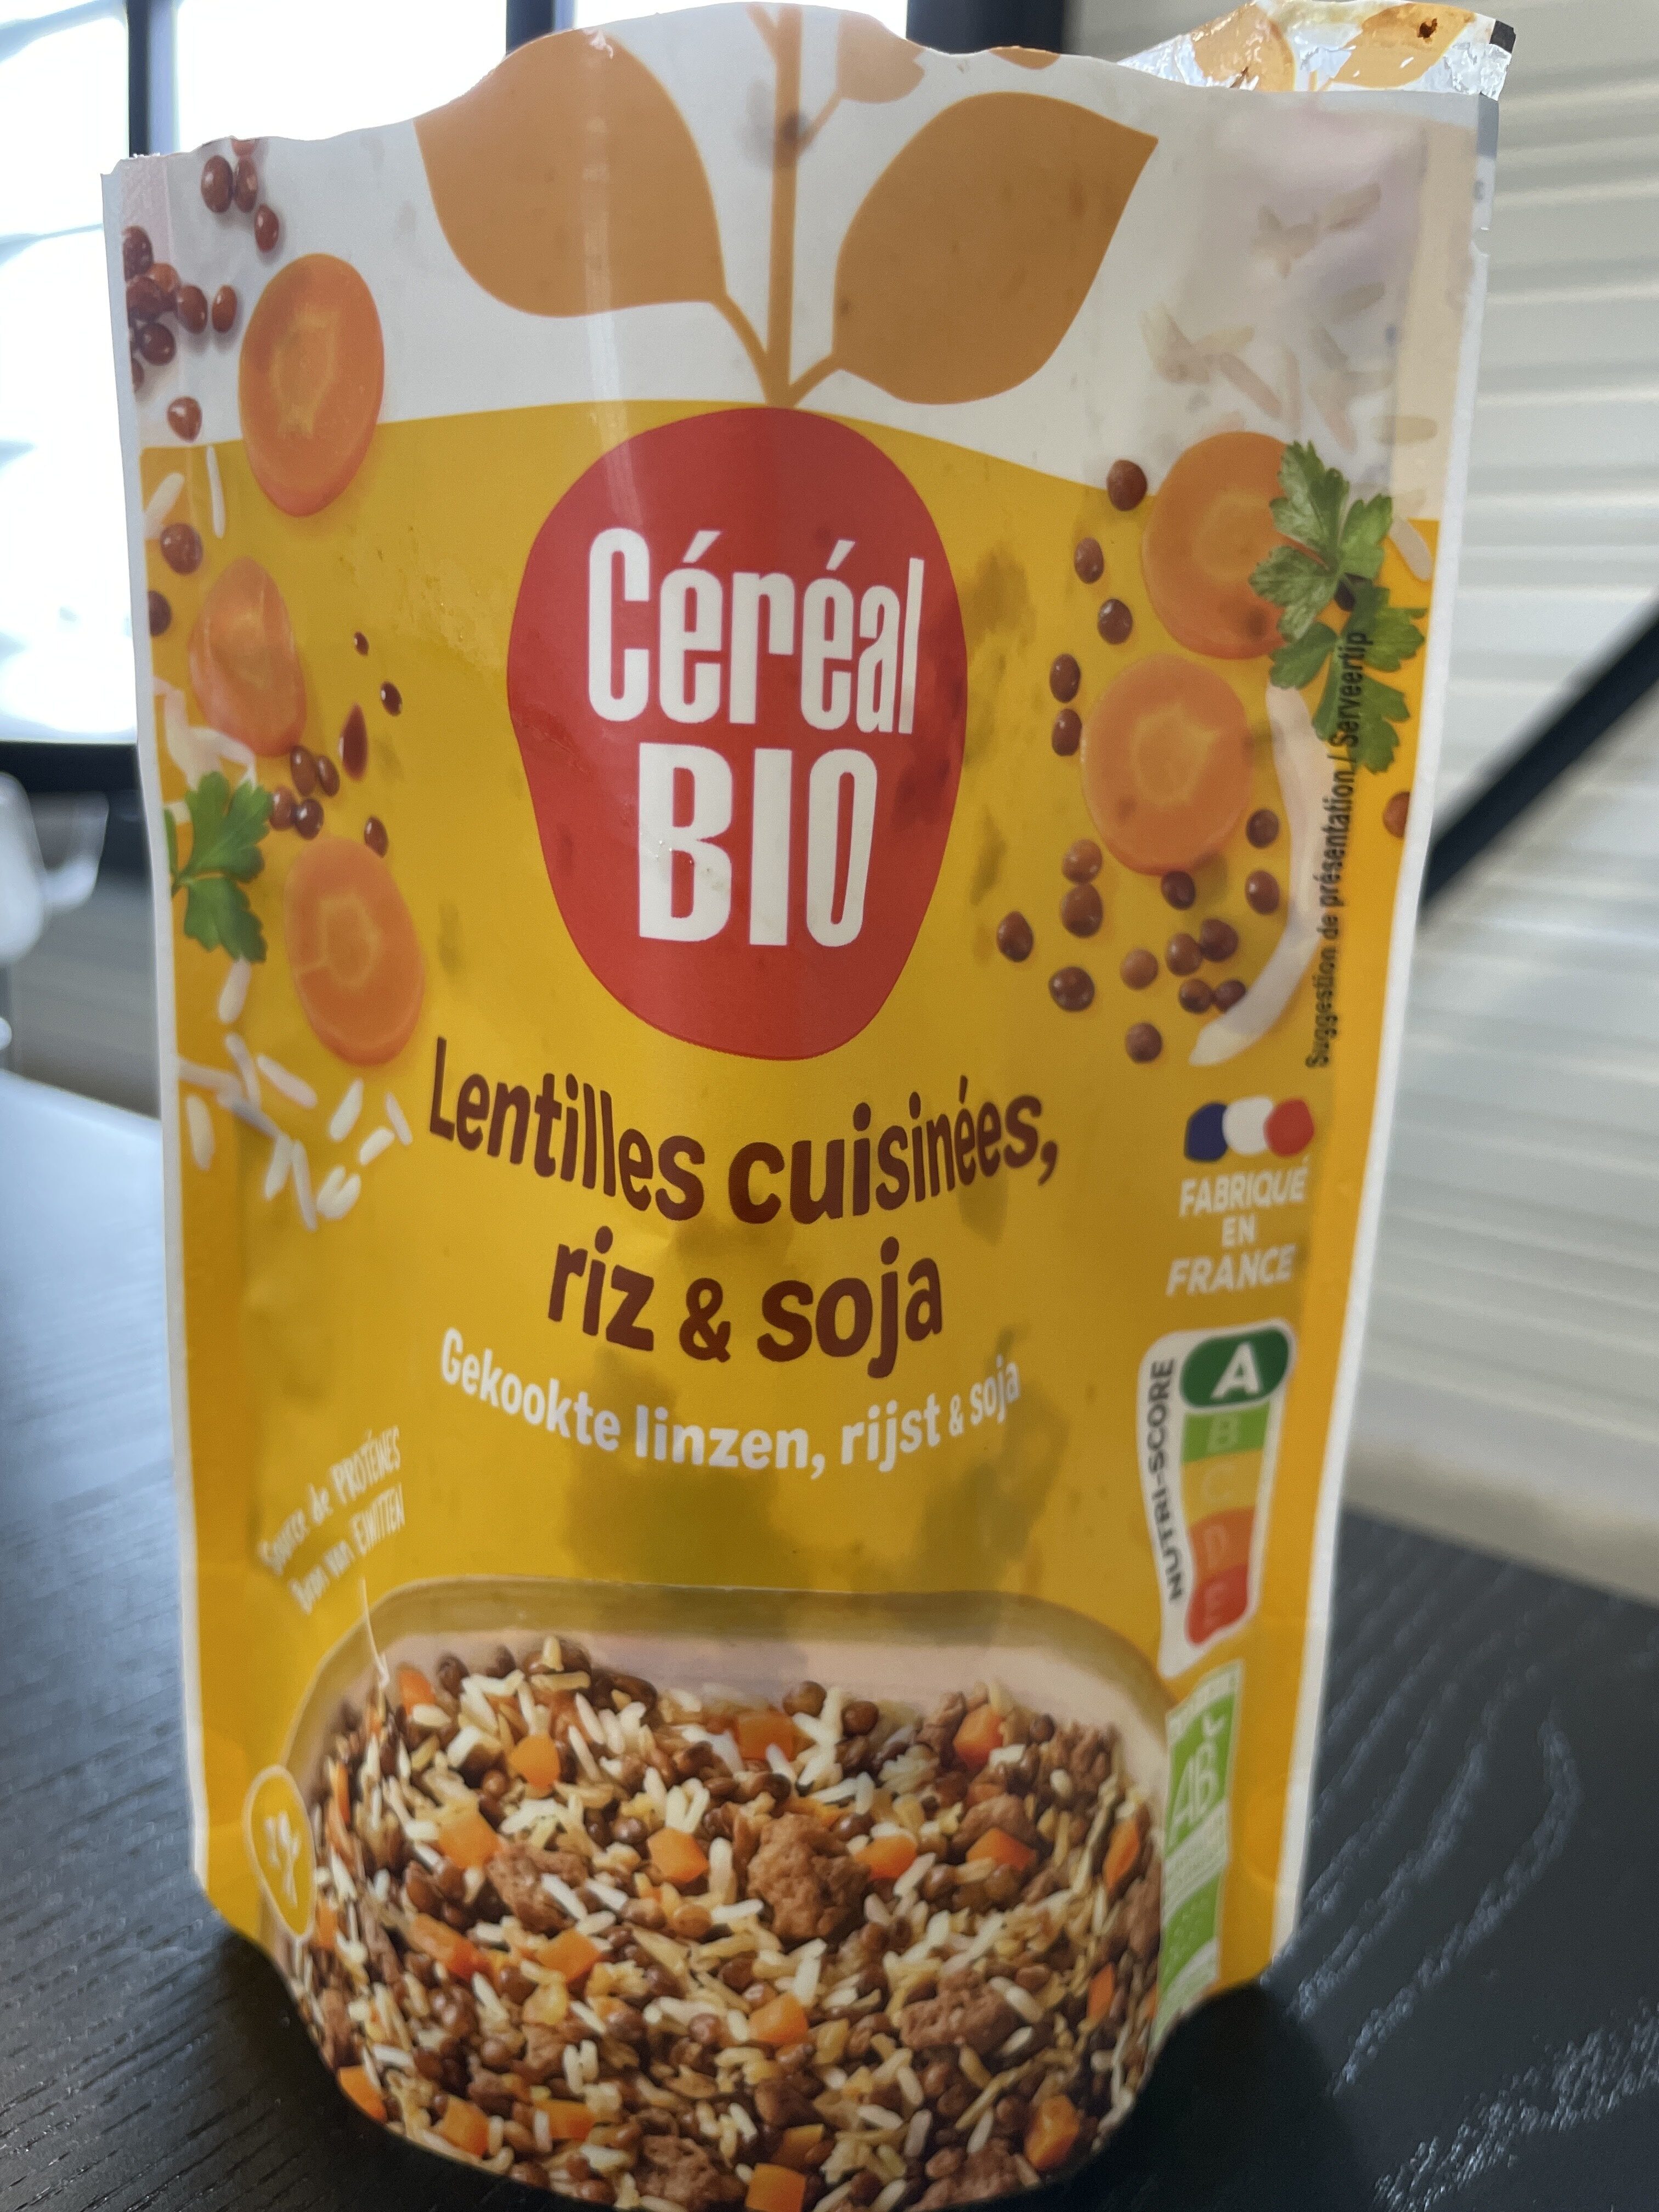 Céréal
BIO
Suggestion de présentation / Serveertip
Lentilles cuisinées,
riz & soja
Gekookte linzen, rijst & soja
FABRIQUÉ
EN
FRANCE
NUTRI-SCORE
A
B
C
D
E
Source de PROTÉINES
Bron van EIWITTEN
AB